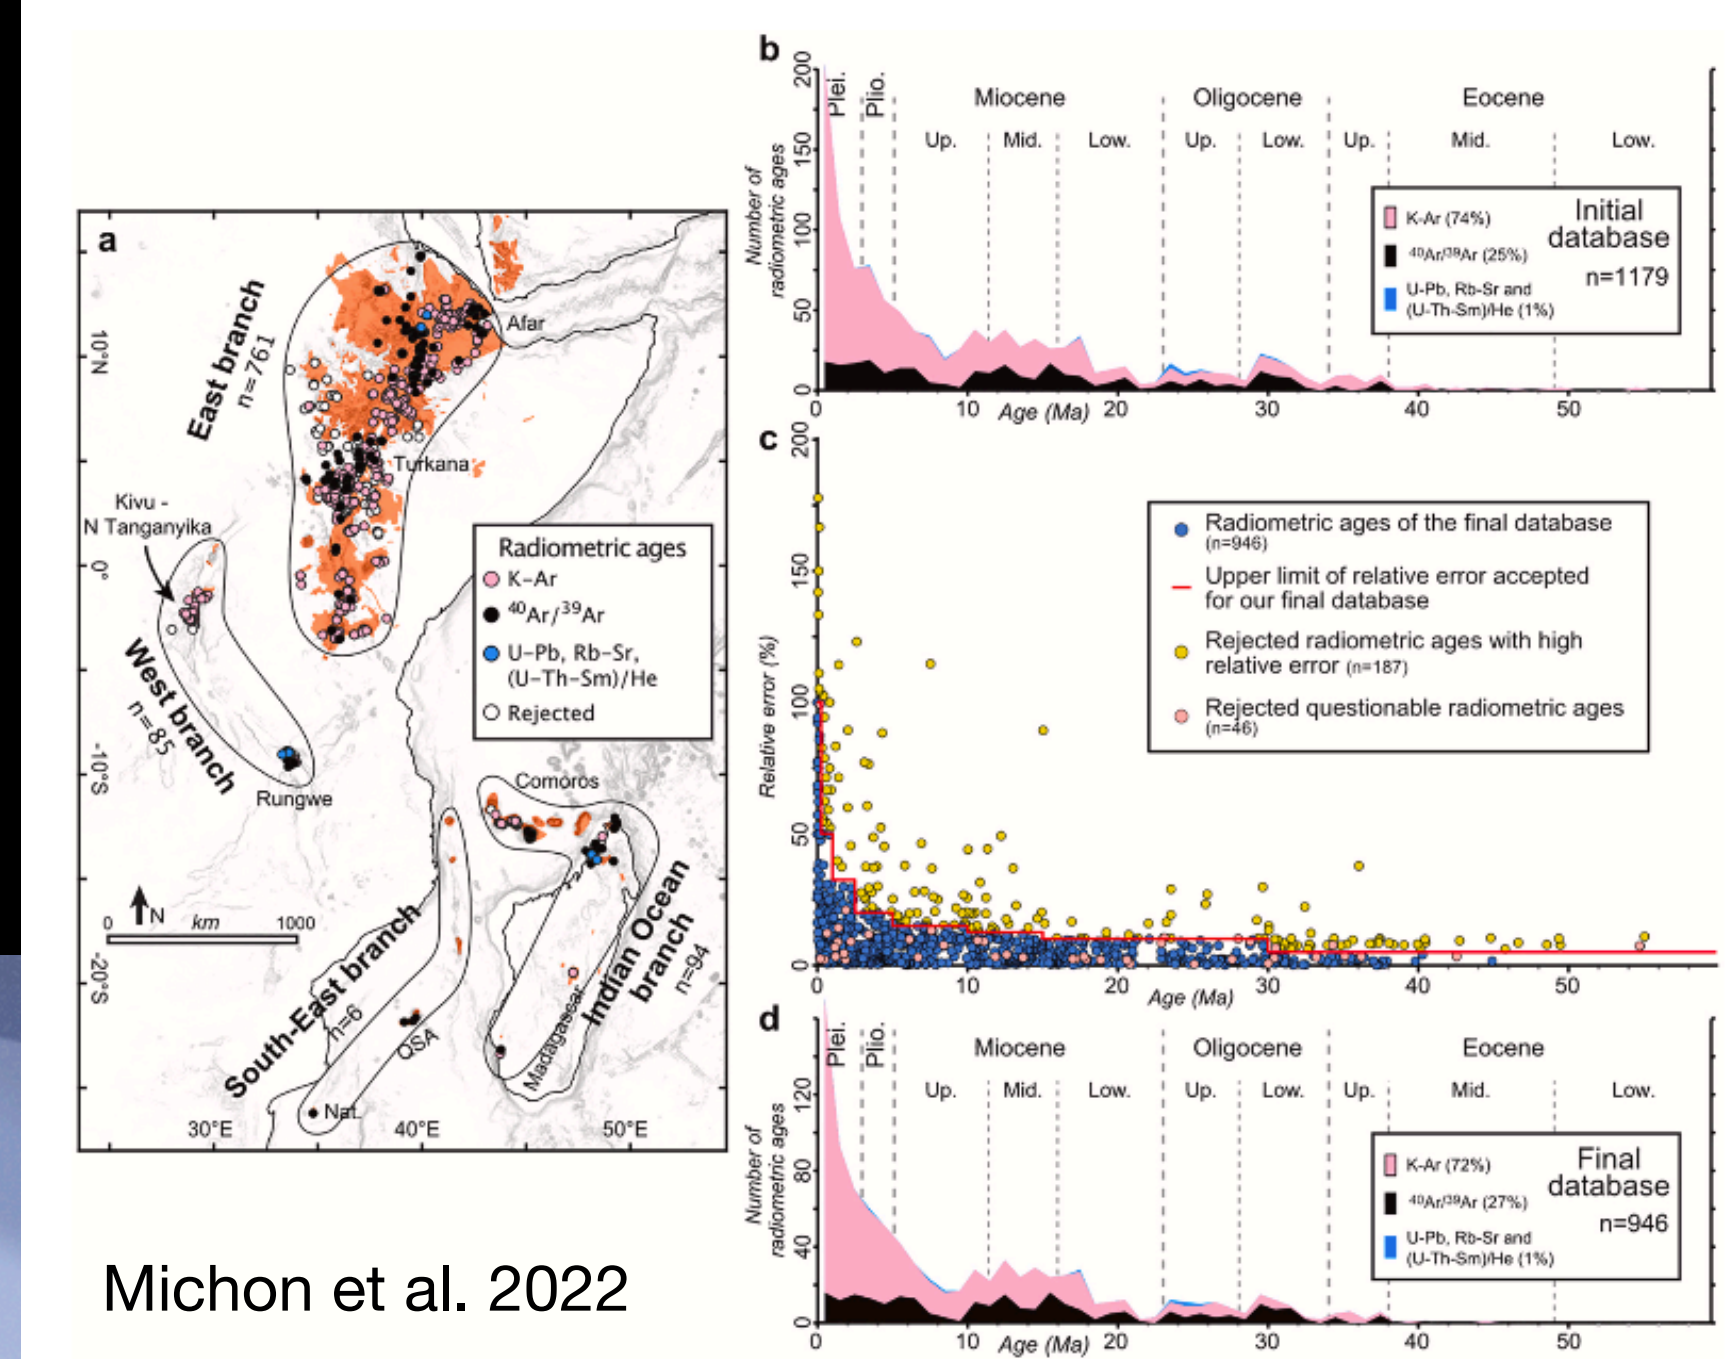 a
East branch
n=761
Afar
10°N
Turkana
Kivu -
N Tanganyika
0°
Radiometric ages
K-Ar
40Ar/39Ar
U-Pb, Rb-Sr,
(U-Th-Sm)/He
Rejected
West branch
n=85
10°S
Rungwe
Comoros
N
0 km 1000
Indian Ocean
branch
n=94
Madagascar
South-East branch
n=6
20°S
QSA
Nat.
30°E 40°E 50°E
Michon et al. 2022
b
Number of
radiometric ages
200
150
100
50
0
Plei. Plio. Miocene Oligocene Eocene
Up. Mid. Low. Up. Low. Up. Mid. Low.
Initial
database
n=1179
K-Ar (74%)
40Ar/39Ar (25%)
U-Pb, Rb-Sr and
(U-Th-Sm)/He (1%)
0 10 20 30 40 50
Age (Ma)
c
Relative error (%)
200
150
100
50
0
Radiometric ages of the final database
(n=946)
Upper limit of relative error accepted
for our final database
Rejected radiometric ages with high
relative error (n=187)
Rejected questionable radiometric ages
(n=46)
0 10 20 30 40 50
Age (Ma)
d
Number of
radiometric ages
120
80
40
0
Plei. Plio. Miocene Oligocene Eocene
Up. Mid. Low. Up. Low. Up. Mid. Low.
Final
database
n=946
K-Ar (72%)
40Ar/39Ar (27%)
U-Pb, Rb-Sr and
(U-Th-Sm)/He (1%)
0 10 20 30 40 50
Age (Ma)